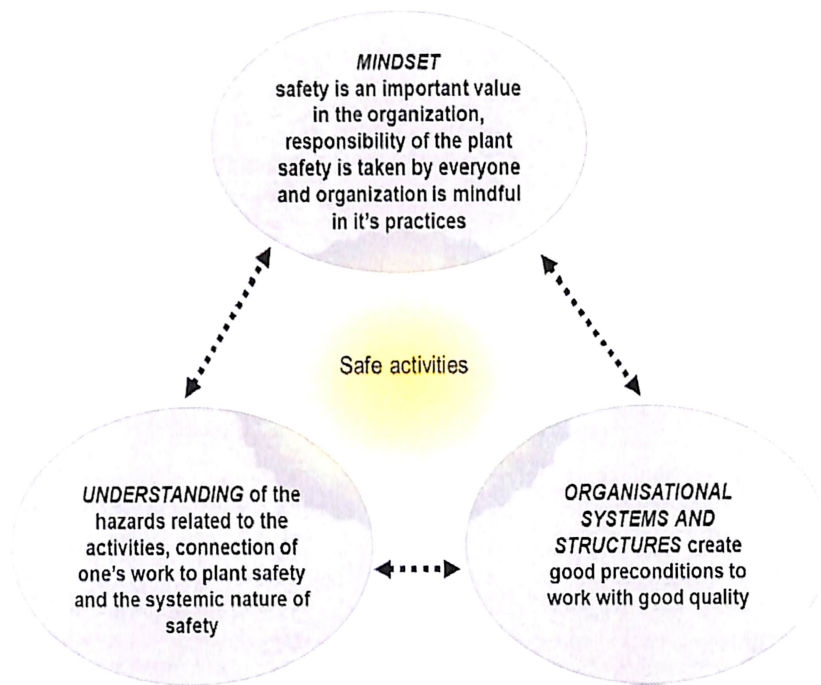 MINDSET
safety is an important value
in the organization,
responsibility of the plant
safety is taken by everyone
and organization is mindful
in it's practices
Safe activities
UNDERSTANDING of the
hazards related to the
activities, connection of
one's work to plant safety
and the systemic nature of
safety
ORGANISATIONAL
SYSTEMS AND
STRUCTURES create
good preconditions to
work with good quality